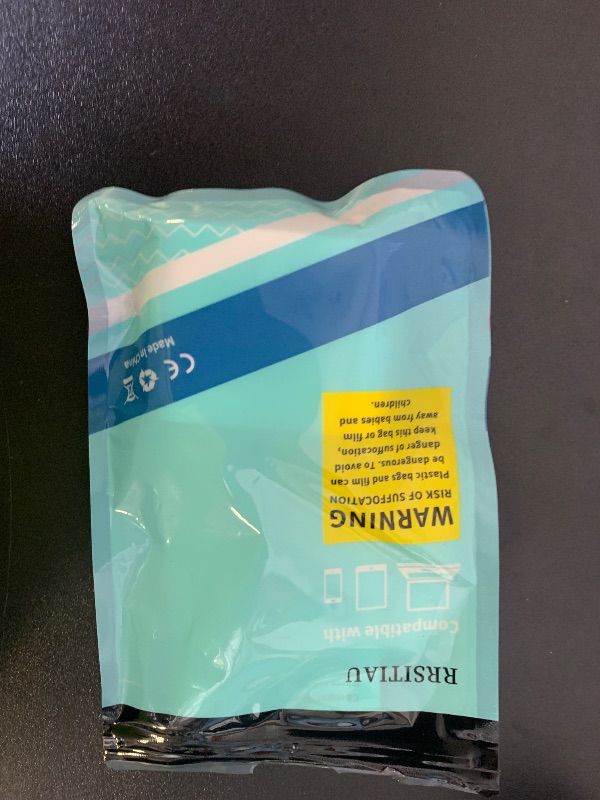 RRSITIAU
Compatible with
WARNING
RISK OF SUFFOCATION
Plastic bags and film can
be dangerous. To avoid
danger of suffocation,
keep this bag or film
away from babies and
children.
CE
Made in China